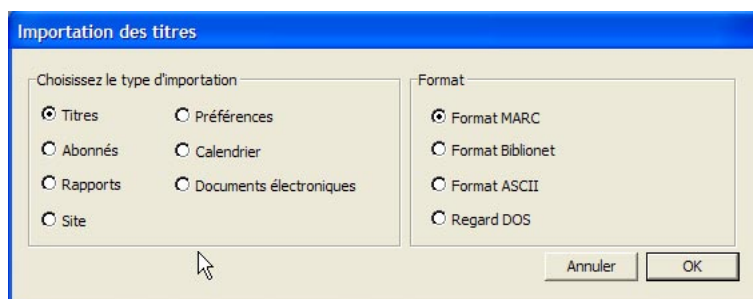 Importation des titres
Choisissez le type d'importation
Titres
Préférences
Abonnés
Calendrier
Rapports
Documents électroniques
Site
Format
Format MARC
Format Biblionet
Format ASCII
Regard DOS
Annuler
OK